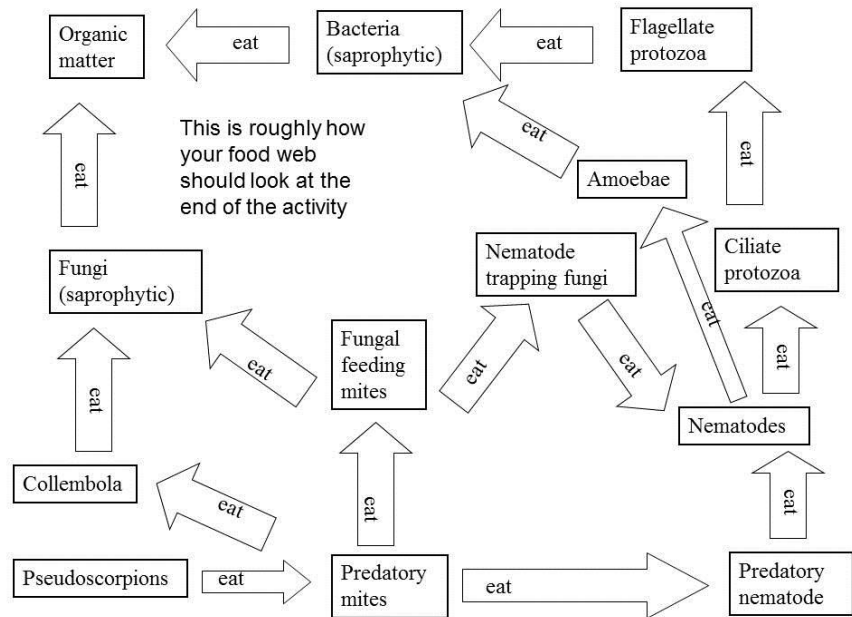 Organic
matter
eat
Bacteria
(saprophytic)
eat
Flagellate
protozoa
eat
This is roughly how
your food web
should look at the
end of the activity
eat
Amoebae
eat
Fungi
(saprophytic)
Nematode
trapping fungi
Ciliate
protozoa
eat
eat
Fungal
feeding
mites
eat
eat
eat
eat
Nematodes
Collembola
eat
eat
eat
Pseudoscorpions
eat
Predatory
mites
eat
Predatory
nematode